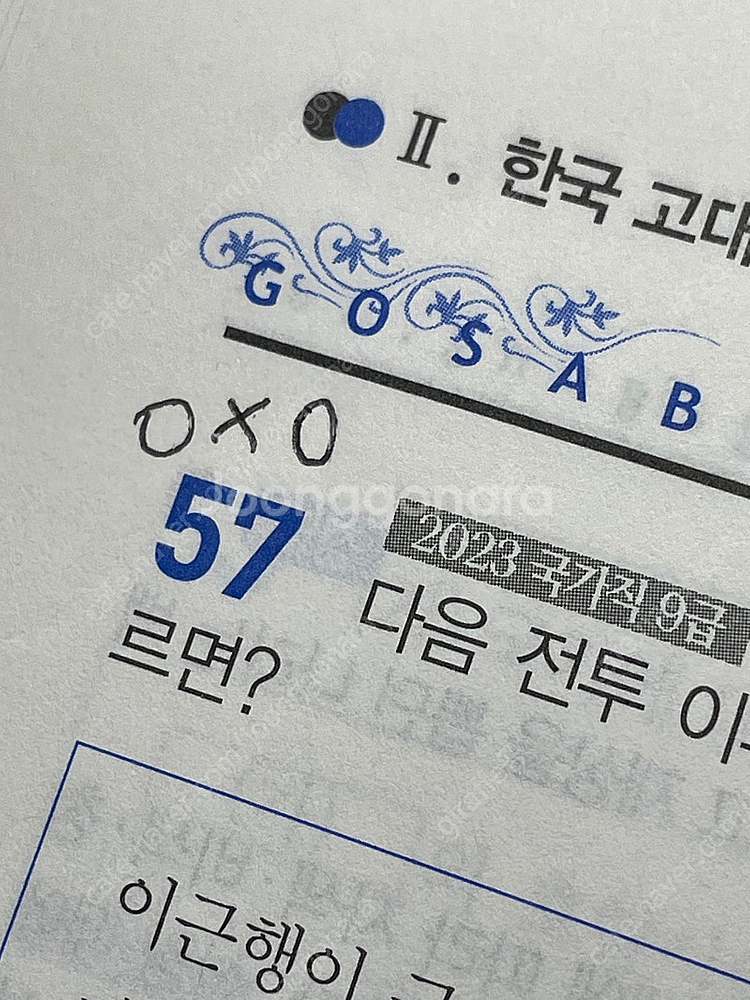 Ⅱ. 한국 고대
G O S A B
O X O
57 2023 국가직 9급
다음 전투
르면?
이근행이
Joongonara